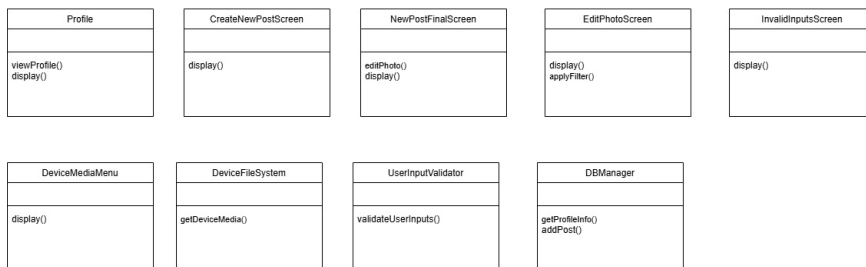 Profile
viewProfile()
display()
CreateNewPostScreen
display()
NewPostFinalScreen
editPhoto()
display()
EditPhotoScreen
display()
applyFilter()
InvalidInputsScreen
display()
DeviceMediaMenu
display()
DeviceFileSystem
getDeviceMedia()
UserInputValidator
validateUserInputs()
DBManager
getProfileInfo()
addPost()